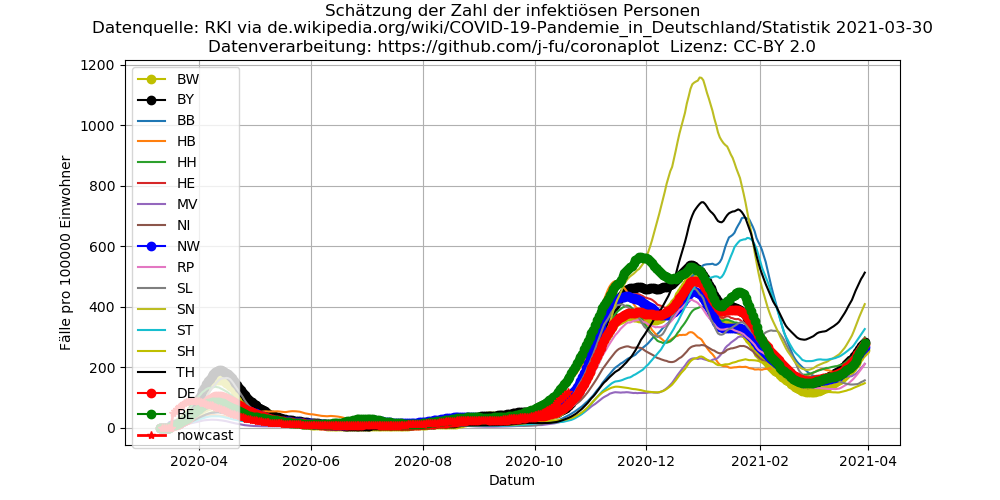 Schätzung der Zahl der infektiösen Personen
Datenquelle: RKI via de.wikipedia.org/wiki/COVID-19-Pandemie_in_Deutschland/Statistik 2021-03-30
Datenverarbeitung: https://github.com/j-fu/coronaplot  Lizenz: CC-BY 2.0
1200
1000
800
600
400
200
0
Fälle pro 100000 Einwohner
BW
BY
BB
HB
HH
HE
MV
NI
NW
RP
SL
SN
ST
SH
TH
DE
BE
nowcast
2020-04
2020-06
2020-08
2020-10
2020-12
2021-02
2021-04
Datum